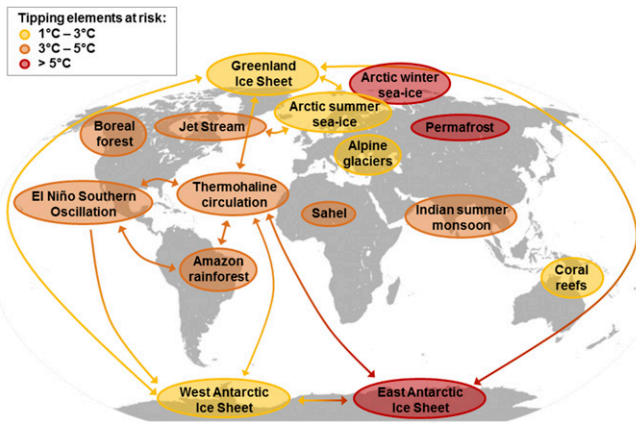 Tipping elements at risk:
1°C – 3°C
3°C – 5°C
> 5°C
Greenland
Ice Sheet
Arctic winter
sea-ice
Arctic summer
sea-ice
Boreal
forest
Jet Stream
Permafrost
Alpine
glaciers
El Niño Southern
Oscillation
Thermohaline
circulation
Sahel
Indian summer
monsoon
Amazon
rainforest
Coral
reefs
West Antarctic
Ice Sheet
East Antarctic
Ice Sheet